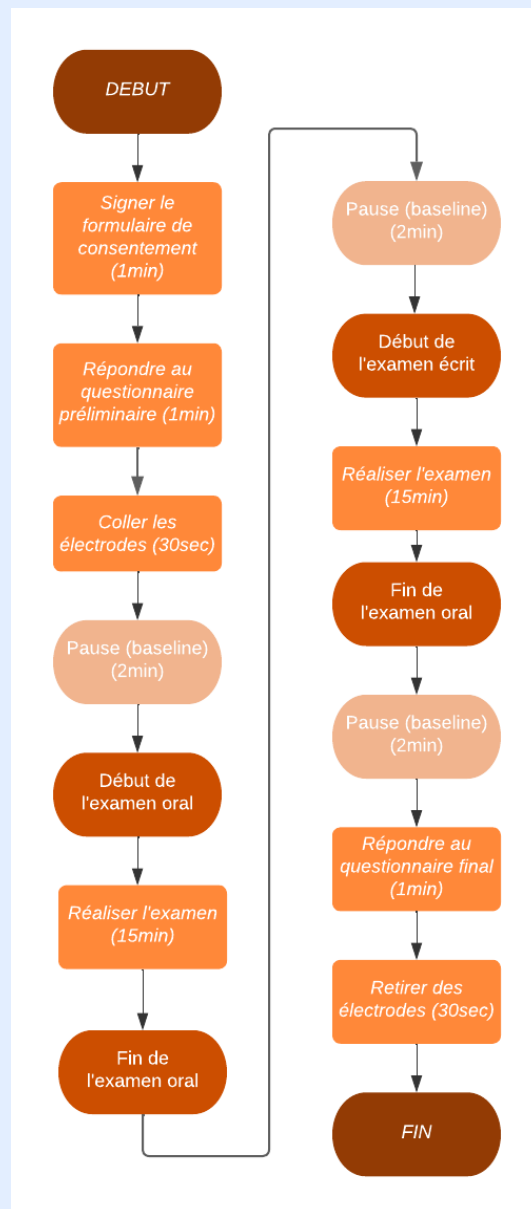 DEBUT
Signer le
formulaire de
consentement
(1min)
Répondre au
questionnaire
préliminaire (1min)
Coller les
électrodes (30sec)
Pause (baseline)
(2min)
Début de
l'examen oral
Réaliser l'examen
(15min)
Fin de
l'examen oral
Pause (baseline)
(2min)
Début de
l'examen écrit
Réaliser l'examen
(15min)
Fin de
l'examen oral
Pause (baseline)
(2min)
Répondre au
questionnaire final
(1min)
Retirer des
électrodes (30sec)
FIN